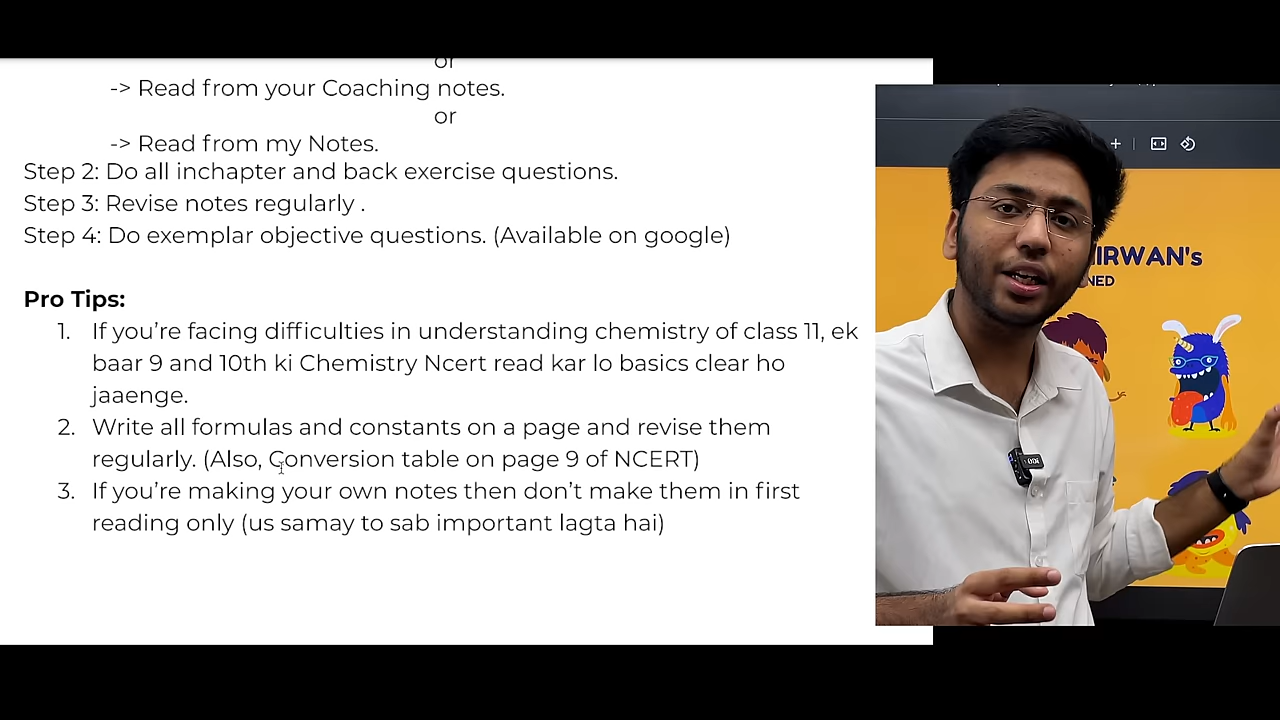 or
-> Read from your Coaching notes.
or
-> Read from my Notes.
Step 2: Do all inchapter and back exercise questions.
Step 3: Revise notes regularly .
Step 4: Do exemplar objective questions. (Available on google)
Pro Tips:
1. If you’re facing difficulties in understanding chemistry of class 11, ek
baar 9 and 10th ki Chemistry Ncert read kar lo basics clear ho
jaaenge.
2. Write all formulas and constants on a page and revise them
regularly. (Also, Conversion table on page 9 of NCERT)
3. If you’re making your own notes then don’t make them in first
reading only (us samay to sab important lagta hai)
IRWAN's
NED